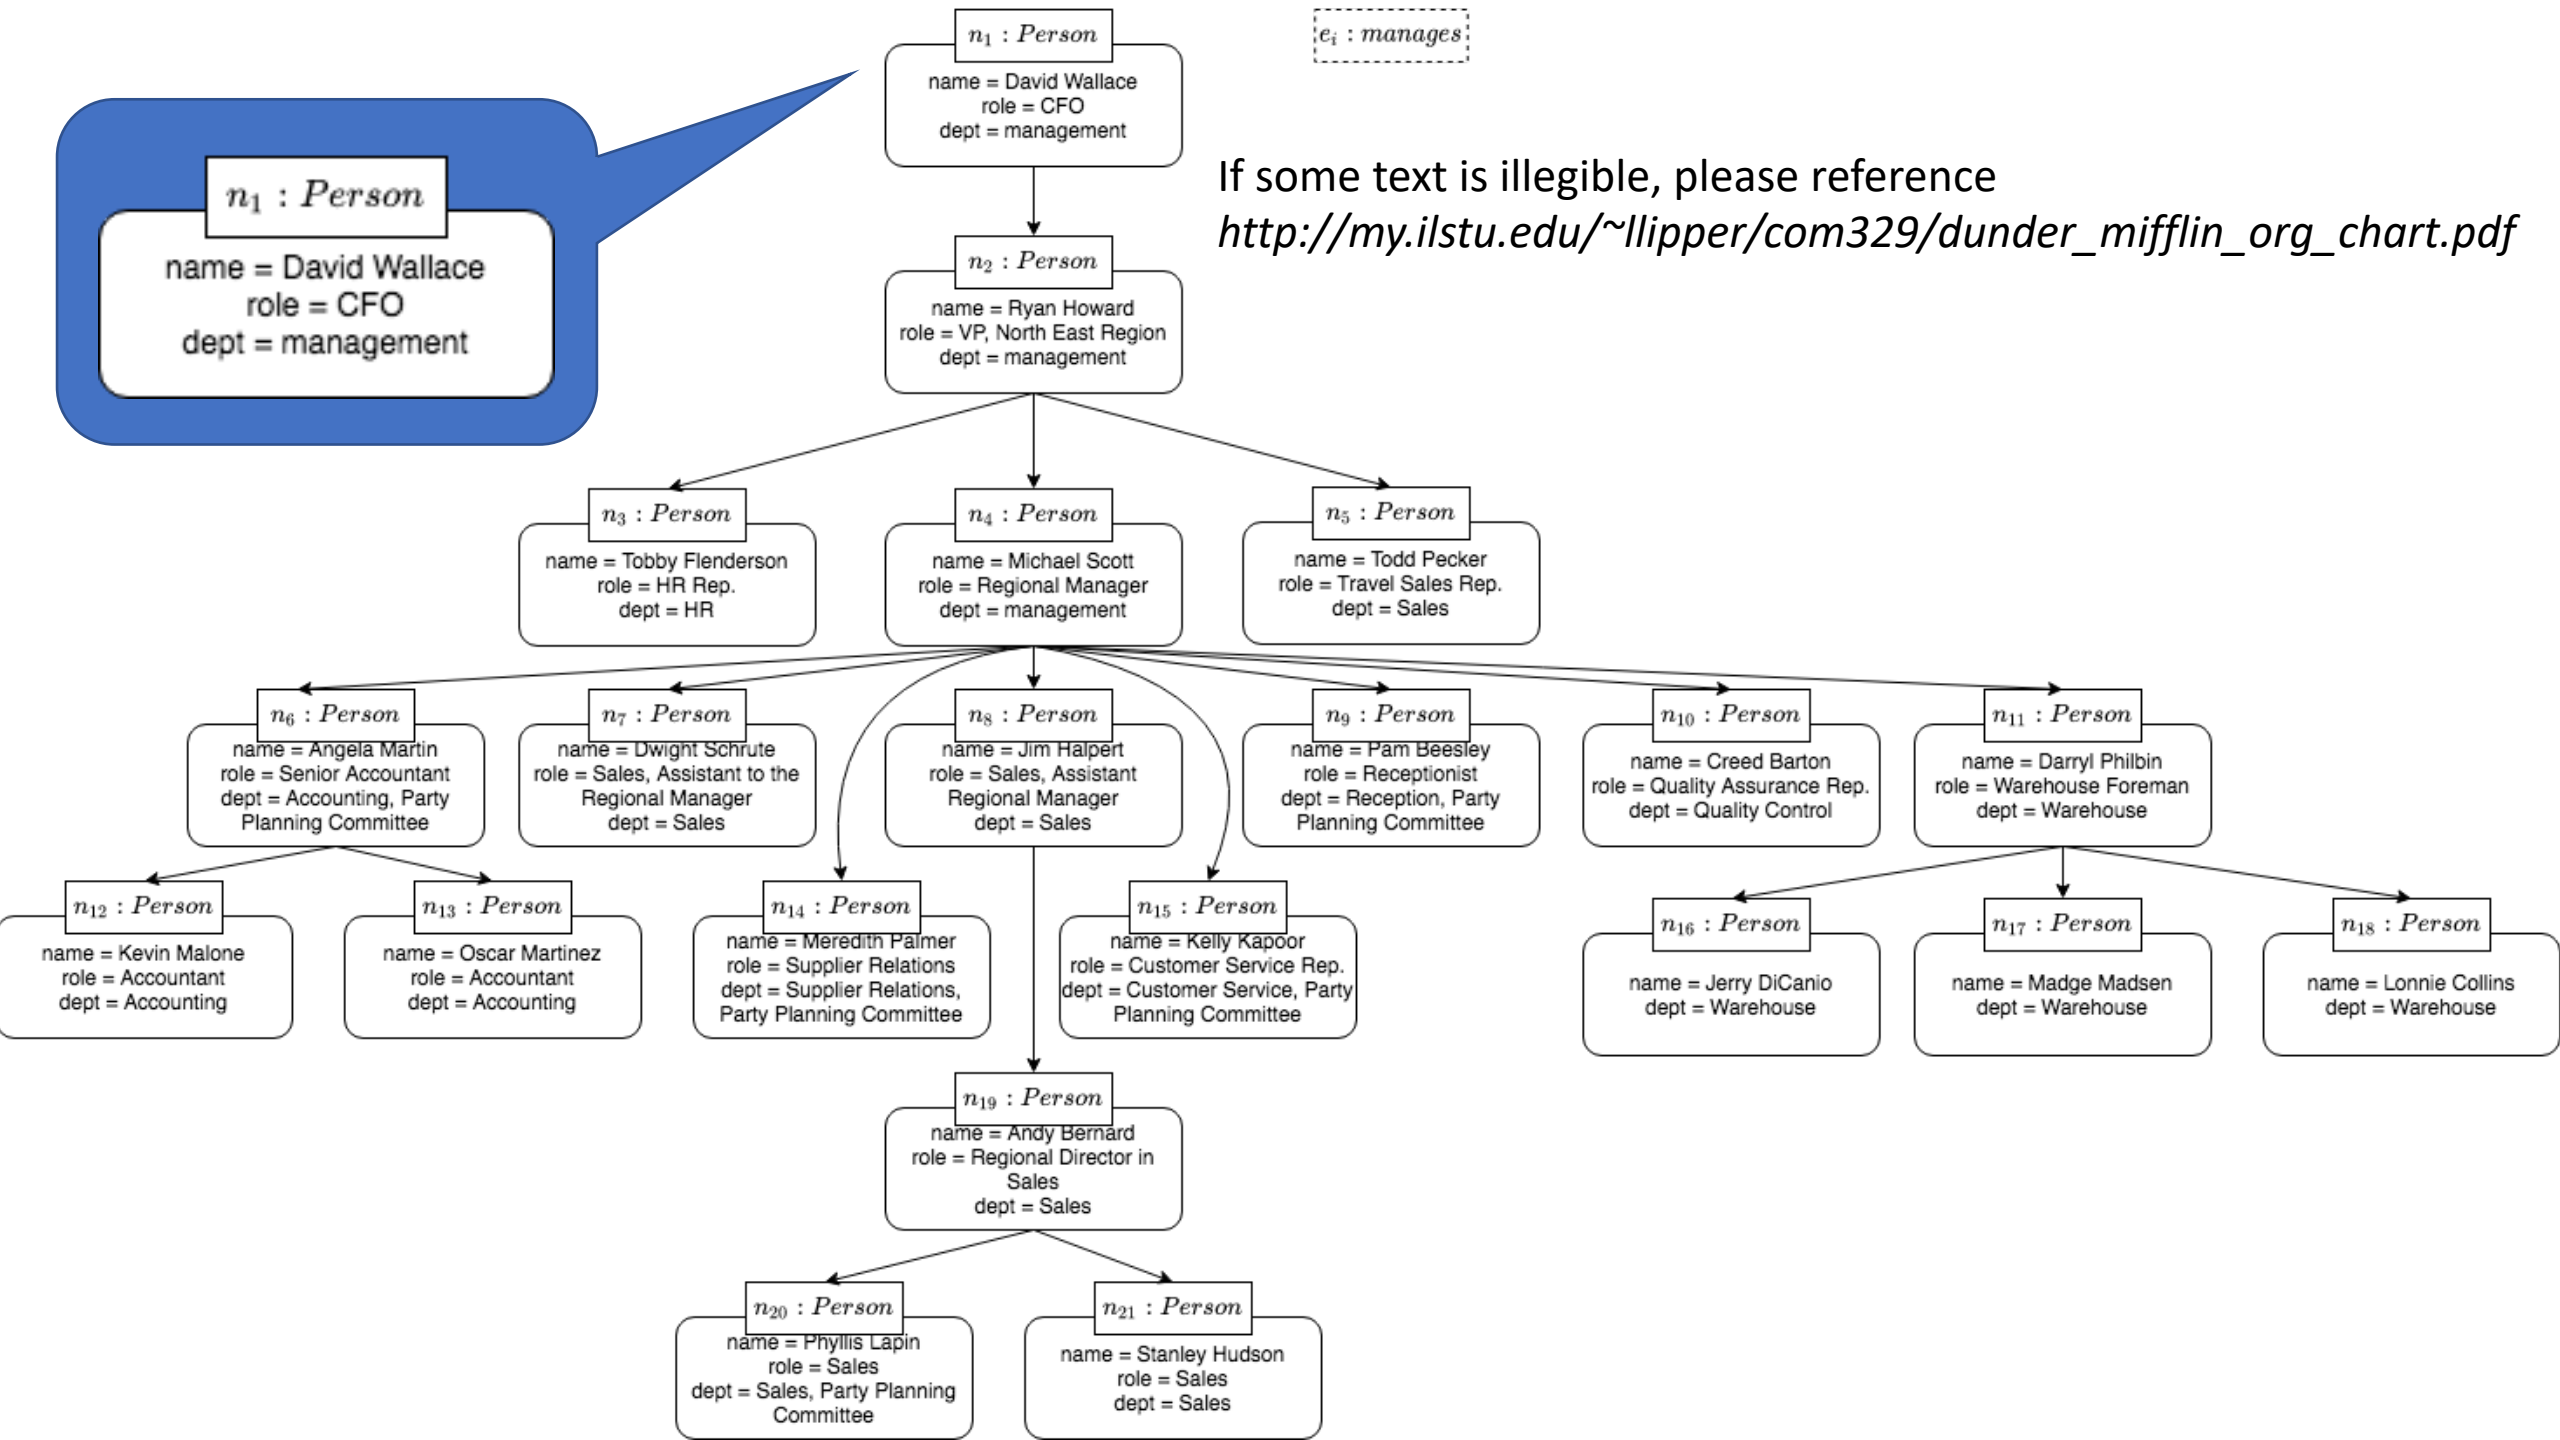 n₁ : Person
name = David Wallace
role = CFO
dept = management
eᵢ : manages
n₁ : Person
name = David Wallace
role = CFO
dept = management
If some text is illegible, please reference
http://my.ilstu.edu/~llipper/com329/dunder_mifflin_org_chart.pdf
n₂ : Person
name = Ryan Howard
role = VP, North East Region
dept = management
n₃ : Person
name = Tobby Flenderson
role = HR Rep.
dept = HR
n₄ : Person
name = Michael Scott
role = Regional Manager
dept = management
n₅ : Person
name = Todd Pecker
role = Travel Sales Rep.
dept = Sales
n₆ : Person
name = Angela Martin
role = Senior Accountant
dept = Accounting, Party
Planning Committee
n₇ : Person
name = Dwight Schrute
role = Sales, Assistant to the
Regional Manager
dept = Sales
n₈ : Person
name = Jim Halpert
role = Sales, Assistant
Regional Manager
dept = Sales
n₉ : Person
name = Pam Beesley
role = Receptionist
dept = Reception, Party
Planning Committee
n₁₀ : Person
name = Creed Barton
role = Quality Assurance Rep.
dept = Quality Control
n₁₁ : Person
name = Darryl Philbin
role = Warehouse Foreman
dept = Warehouse
n₁₂ : Person
name = Kevin Malone
role = Accountant
dept = Accounting
n₁₃ : Person
name = Oscar Martinez
role = Accountant
dept = Accounting
n₁₄ : Person
name = Meredith Palmer
role = Supplier Relations
dept = Supplier Relations,
Party Planning Committee
n₁₅ : Person
name = Kelly Kapoor
role = Customer Service Rep.
dept = Customer Service, Party
Planning Committee
n₁₆ : Person
name = Jerry DiCanio
dept = Warehouse
n₁₇ : Person
name = Madge Madsen
dept = Warehouse
n₁₈ : Person
name = Lonnie Collins
dept = Warehouse
n₁₉ : Person
name = Andy Bernard
role = Regional Director in
Sales
dept = Sales
n₂₀ : Person
name = Phyllis Lapin
role = Sales
dept = Sales, Party Planning
Committee
n₂₁ : Person
name = Stanley Hudson
role = Sales
dept = Sales